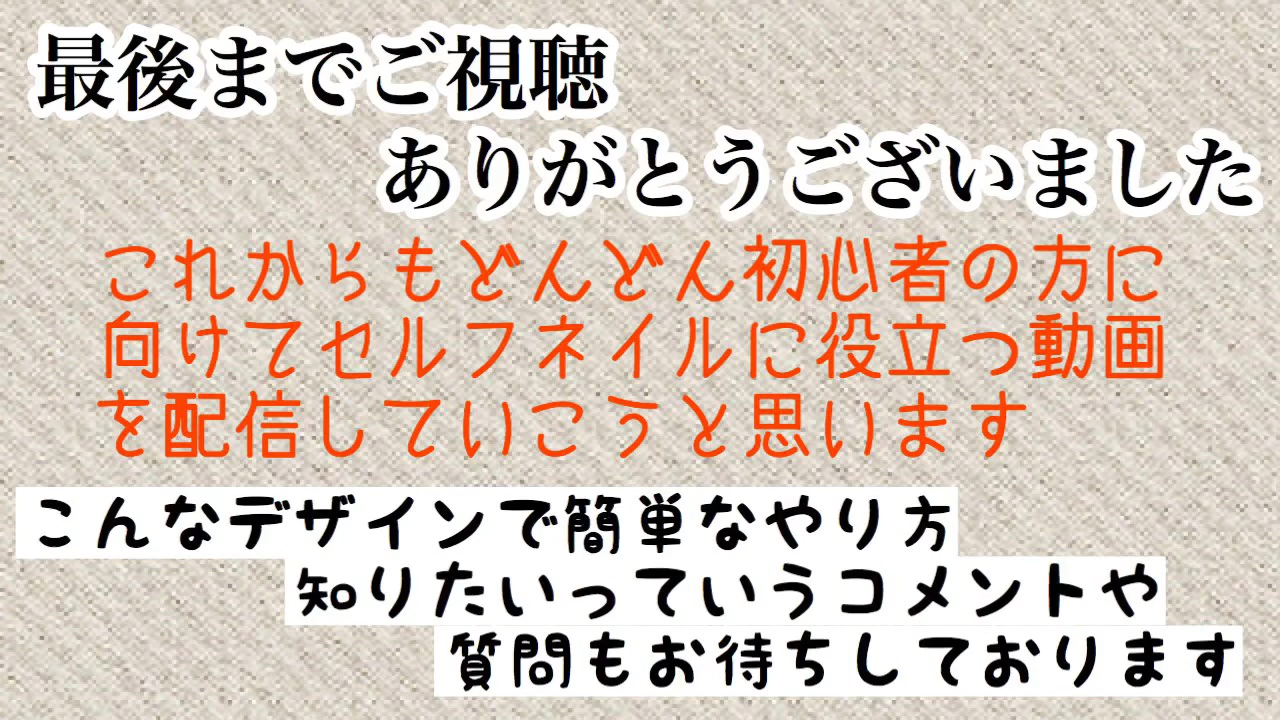 最後までご視聴
ありがとうございました
これからもどんどん初心者の方に
向けてセルフネイルに役立つ動画
を配信していこうと思います
こんなデザインで簡単なやり方
知りたいっていうコメントや
質問もお待ちしております